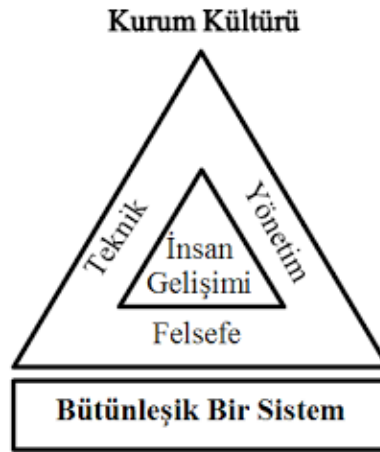 Kurum Kültürü
Teknik
Yönetim
İnsan
Gelişimi
Felsefe
Bütünleşik Bir Sistem